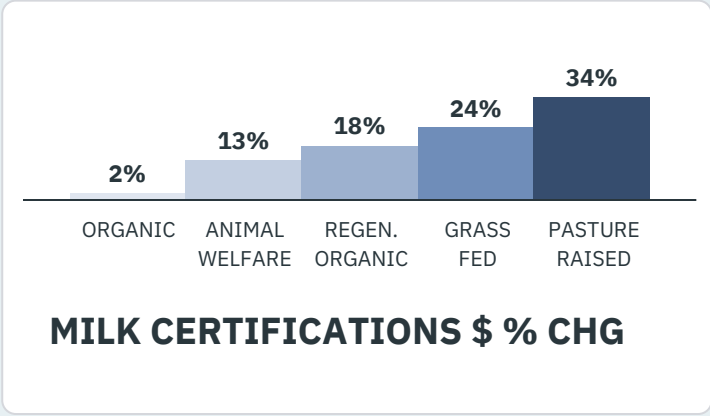 2%
13%
18%
24%
34%
ORGANIC
ANIMAL
WELFARE
REGEN.
ORGANIC
GRASS
FED
PASTURE
RAISED
MILK CERTIFICATIONS $ % CHG